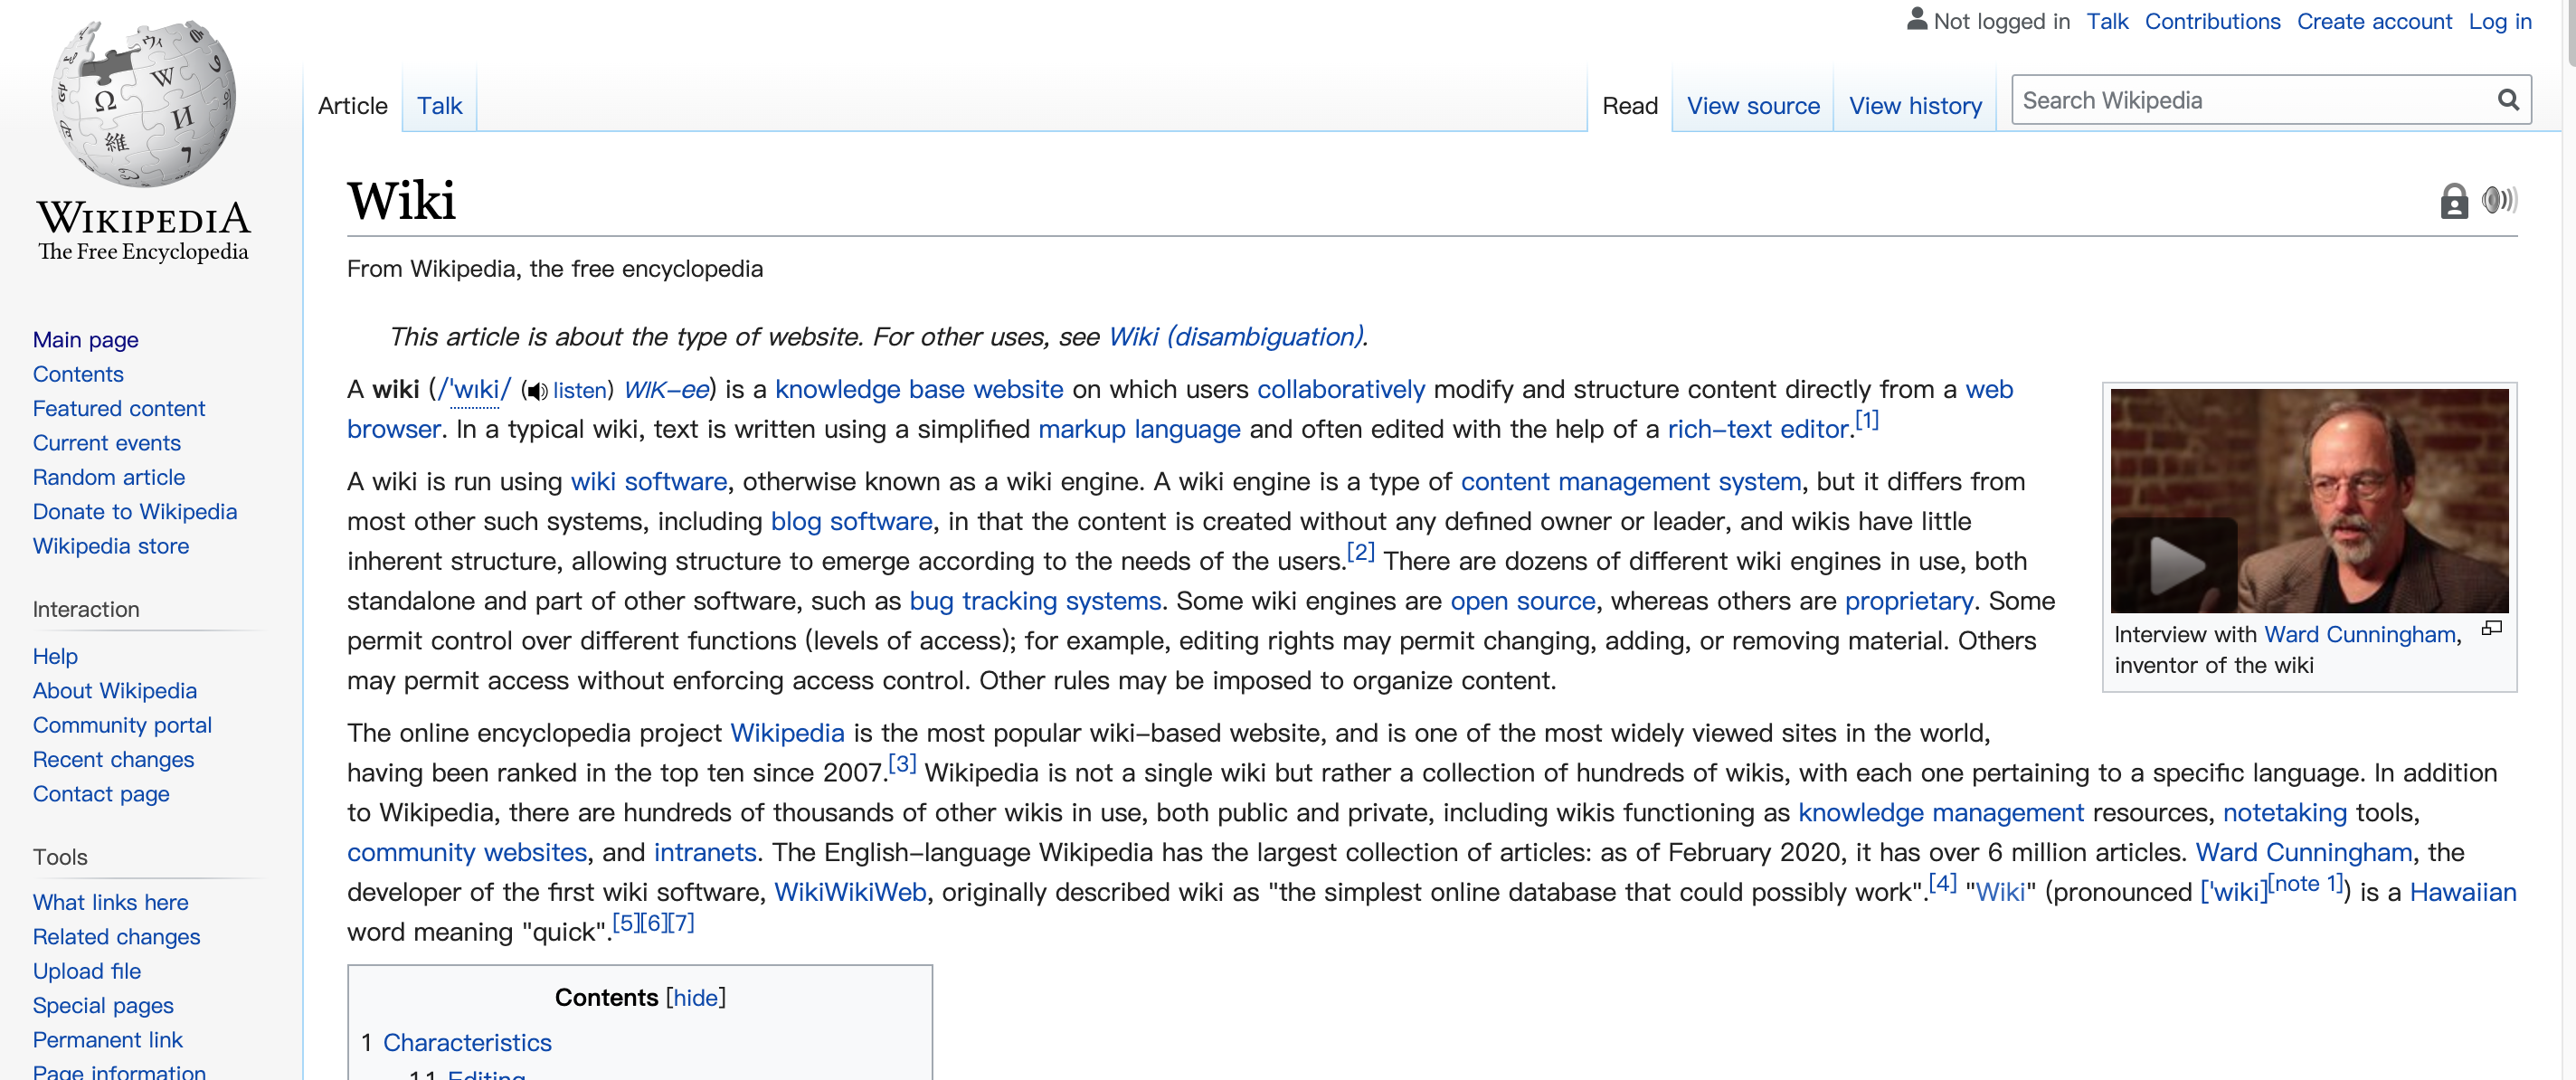 Not logged in Talk Contributions Create account Log in
Article Talk Read View source View history Search Wikipedia
WIKIPEDIA
The Free Encyclopedia
Main page
Contents
Featured content
Current events
Random article
Donate to Wikipedia
Wikipedia store
Interaction
Help
About Wikipedia
Community portal
Recent changes
Contact page
Tools
What links here
Related changes
Upload file
Special pages
Permanent link
Page information
Wiki
From Wikipedia, the free encyclopedia
This article is about the type of website. For other uses, see Wiki (disambiguation).
A wiki (/ˈwɪki/ (listen) WIK-ee) is a knowledge base website on which users collaboratively modify and structure content directly from a web
browser. In a typical wiki, text is written using a simplified markup language and often edited with the help of a rich-text editor.[1]
A wiki is run using wiki software, otherwise known as a wiki engine. A wiki engine is a type of content management system, but it differs from
most other such systems, including blog software, in that the content is created without any defined owner or leader, and wikis have little
inherent structure, allowing structure to emerge according to the needs of the users.[2] There are dozens of different wiki engines in use, both
standalone and part of other software, such as bug tracking systems. Some wiki engines are open source, whereas others are proprietary. Some
permit control over different functions (levels of access); for example, editing rights may permit changing, adding, or removing material. Others
may permit access without enforcing access control. Other rules may be imposed to organize content.
Interview with Ward Cunningham,
inventor of the wiki
The online encyclopedia project Wikipedia is the most popular wiki-based website, and is one of the most widely viewed sites in the world,
having been ranked in the top ten since 2007.[3] Wikipedia is not a single wiki but rather a collection of hundreds of wikis, with each one pertaining to a specific language. In addition
to Wikipedia, there are hundreds of thousands of other wikis in use, both public and private, including wikis functioning as knowledge management resources, notetaking tools,
community websites, and intranets. The English-language Wikipedia has the largest collection of articles: as of February 2020, it has over 6 million articles. Ward Cunningham, the
developer of the first wiki software, WikiWikiWeb, originally described wiki as "the simplest online database that could possibly work".[4] "Wiki" (pronounced [ˈwiki][note 1]) is a Hawaiian
word meaning "quick".[5][6][7]
Contents [hide]
1 Characteristics
1.1 Editing